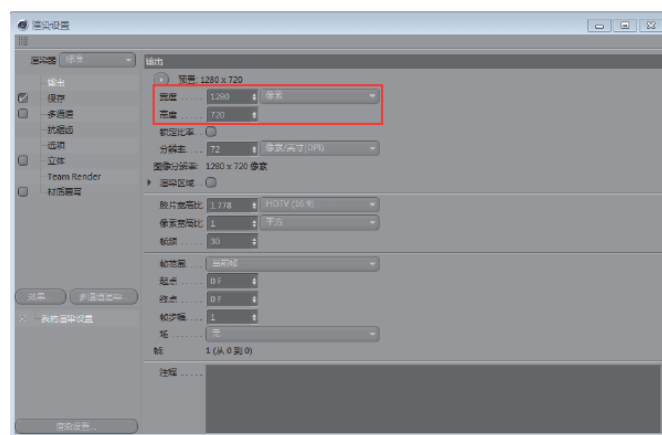 渲染设置
渲染器 标准
输出
保存
多通道
抗锯齿
选项
立体
Team Render
材质覆写
效果... 多通道渲染...
我的渲染设置
渲染设置...
输出
预置: 1280 x 720
宽度 ...... 1280 像素
高度 ...... 720
锁定比率..
分辨率.... 72 像素/英寸(DPI)
图像分辨率: 1280 x 720 像素
渲染区域..
胶片宽高比 1.778 HDTV (16:9)
像素宽高比 1 平方
帧频 ...... 30
帧范围.... 当前帧
起点 ...... 0 F
终点 ...... 0 F
帧步幅.... 1
场 ....... 无
帧: 1 (从 0 到 0)
注释 .....